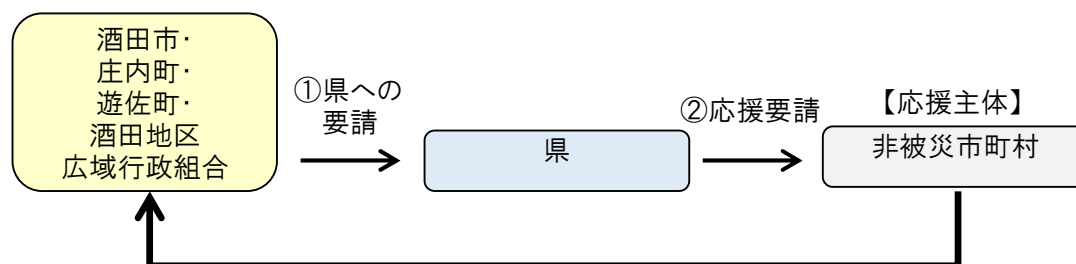 酒田市・
庄内町・
遊佐町・
酒田地区
広域行政組合
①県への
要請
県
②応援要請
【応援主体】
非被災市町村